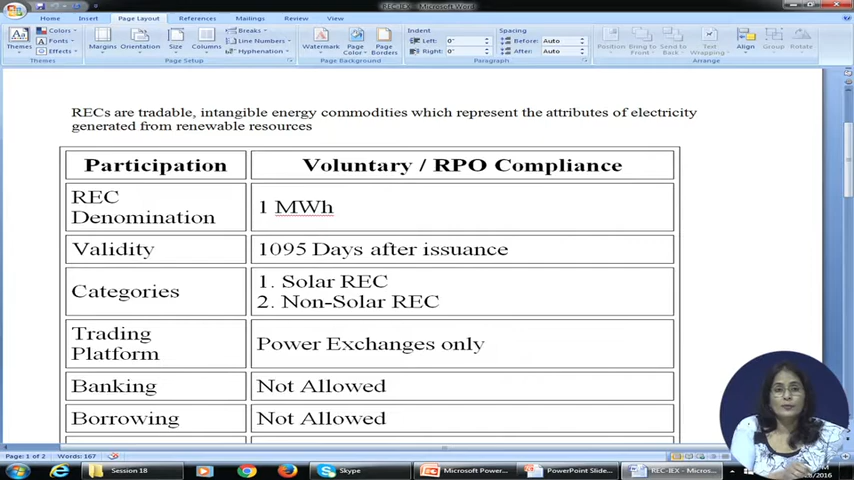 REC-IEX - Microsoft Word
Home Insert Page Layout References Mailings Review View
Themes Colors Fonts Effects Themes
Margins Orientation Size Columns Breaks Line Numbers Hyphenation Page Setup
Watermark Page Color Page Borders Page Background
Indent Left: 0" Right: 0" Spacing Before: Auto After: Auto Paragraph
Position Bring to Front Send to Back Text Wrapping Align Group Rotate Arrange
RECs are tradable, intangible energy commodities which represent the attributes of electricity
generated from renewable resources
Participation Voluntary / RPO Compliance
REC Denomination 1 MWh
Validity 1095 Days after issuance
Categories 1. Solar REC
2. Non-Solar REC
Trading Platform Power Exchanges only
Banking Not Allowed
Borrowing Not Allowed
Page: 1 of 2 Words: 167
Session 18 Skype Microsoft Power... PowerPoint Slide... REC-IEX - Microsof...